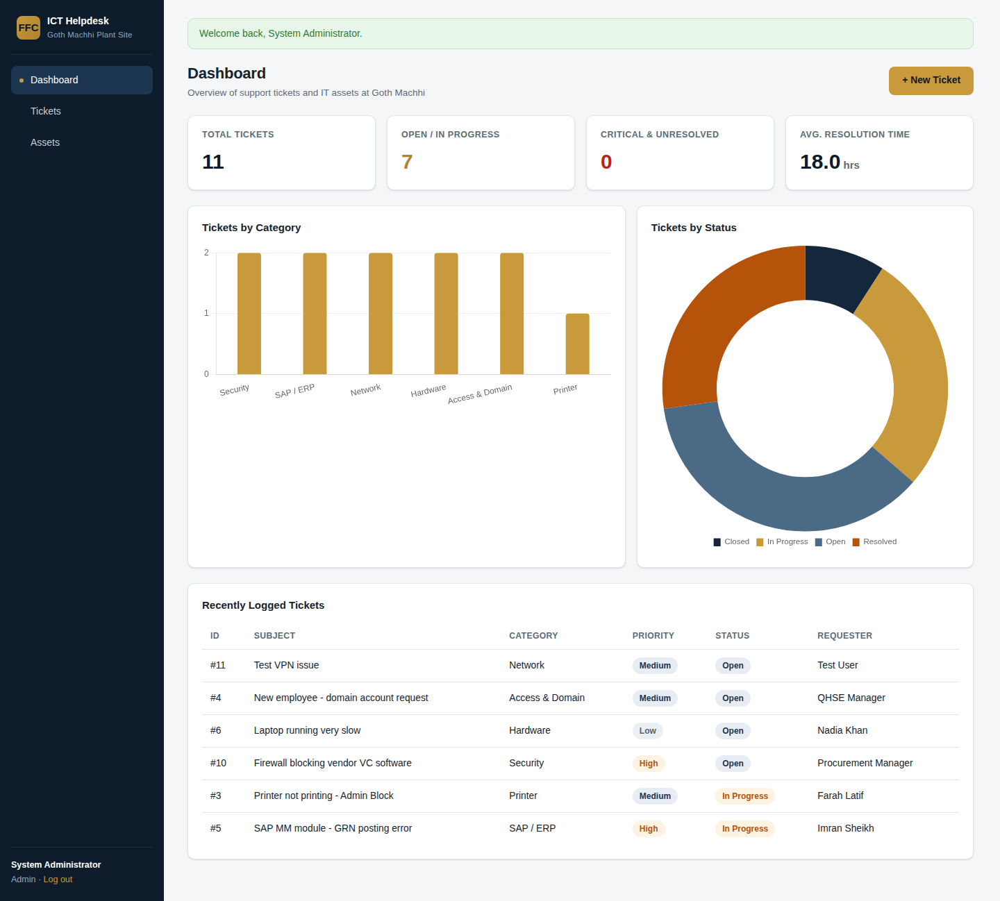 FFC
ICT Helpdesk
Goth Machhi Plant Site
Dashboard
Tickets
Assets
System Administrator
Admin · Log out
Welcome back, System Administrator.
Dashboard
Overview of support tickets and IT assets at Goth Machhi
+ New Ticket
TOTAL TICKETS
11
OPEN / IN PROGRESS
7
CRITICAL & UNRESOLVED
0
AVG. RESOLUTION TIME
18.0 hrs
Tickets by Category
2
1
0
Security SAP / ERP Network Hardware Access & Domain Printer
Tickets by Status
Closed In Progress Open Resolved
Recently Logged Tickets
ID SUBJECT CATEGORY PRIORITY STATUS REQUESTER
#11 Test VPN issue Network Medium Open Test User
#4 New employee - domain account request Access & Domain Medium Open QHSE Manager
#6 Laptop running very slow Hardware Low Open Nadia Khan
#10 Firewall blocking vendor VC software Security High Open Procurement Manager
#3 Printer not printing - Admin Block Printer Medium In Progress Farah Latif
#5 SAP MM module - GRN posting error SAP / ERP High In Progress Imran Sheikh